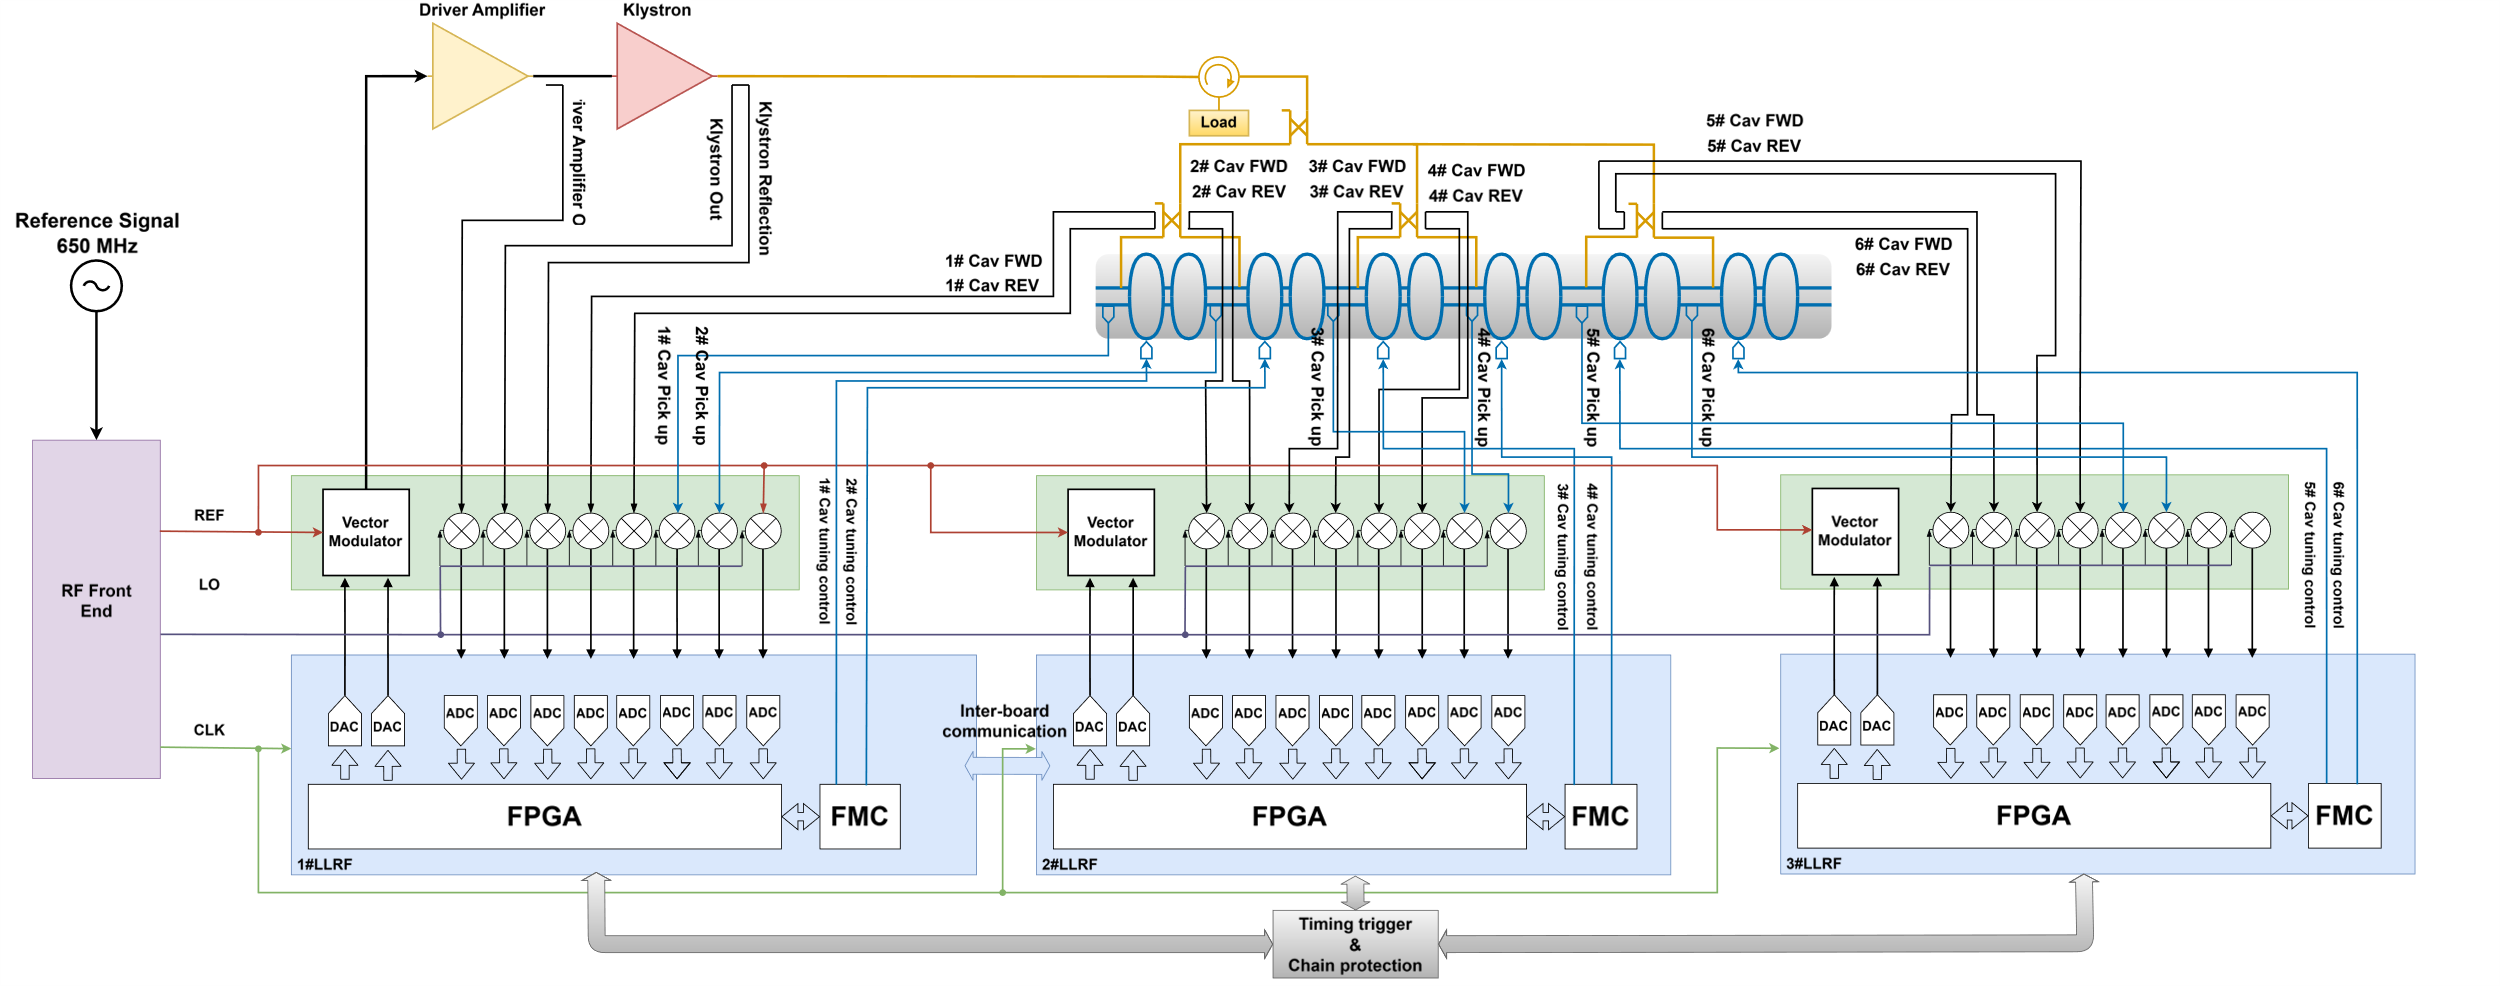 Driver Amplifier
Klystron
iver Amplifier O
Klystron Out
Klystron Reflection
Load
5# Cav FWD
5# Cav REV
2# Cav FWD
2# Cav REV
3# Cav FWD
3# Cav REV
4# Cav FWD
4# Cav REV
Reference Signal
650 MHz
1# Cav FWD
1# Cav REV
6# Cav FWD
6# Cav REV
1# Cav Pick up
2# Cav Pick up
3# Cav Pick up
4# Cav Pick up
5# Cav Pick up
6# Cav Pick up
REF
LO
CLK
RF Front
End
Vector
Modulator
1# Cav tuning control
2# Cav tuning control
Vector
Modulator
3# Cav tuning control
4# Cav tuning control
Vector
Modulator
5# Cav tuning control
6# Cav tuning control
DAC
DAC
ADC
ADC
ADC
ADC
ADC
ADC
ADC
ADC
Inter-board
communication
DAC
DAC
ADC
ADC
ADC
ADC
ADC
ADC
ADC
ADC
DAC
DAC
ADC
ADC
ADC
ADC
ADC
ADC
ADC
ADC
FPGA
FMC
1#LLRF
FPGA
FMC
2#LLRF
FPGA
FMC
3#LLRF
Timing trigger
&
Chain protection